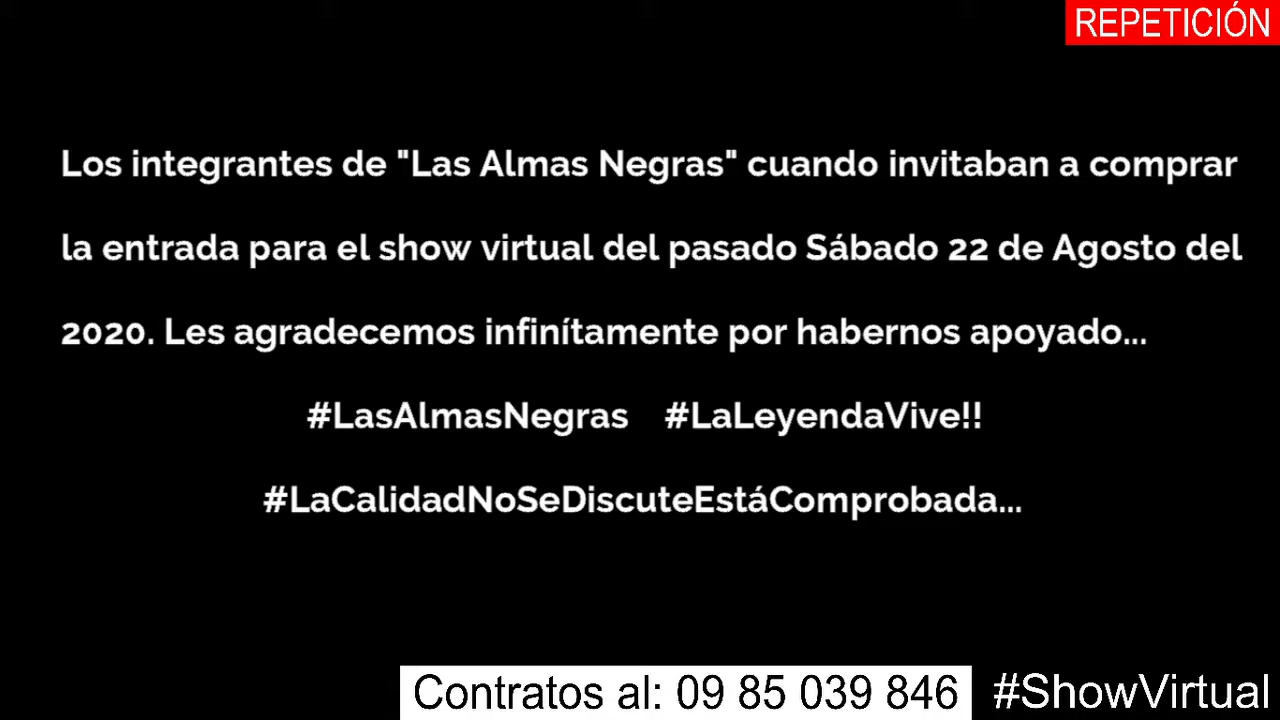 REPETICIÓN
Los integrantes de "Las Almas Negras" cuando invitaban a comprar
la entrada para el show virtual del pasado Sábado 22 de Agosto del
2020. Les agradecemos infinítamente por habernos apoyado...
#LasAlmasNegras #LaLeyendaVive!!
#LaCalidadNoSeDiscuteEstáComprobada...
Contratos al: 09 85 039 846 #ShowVirtual